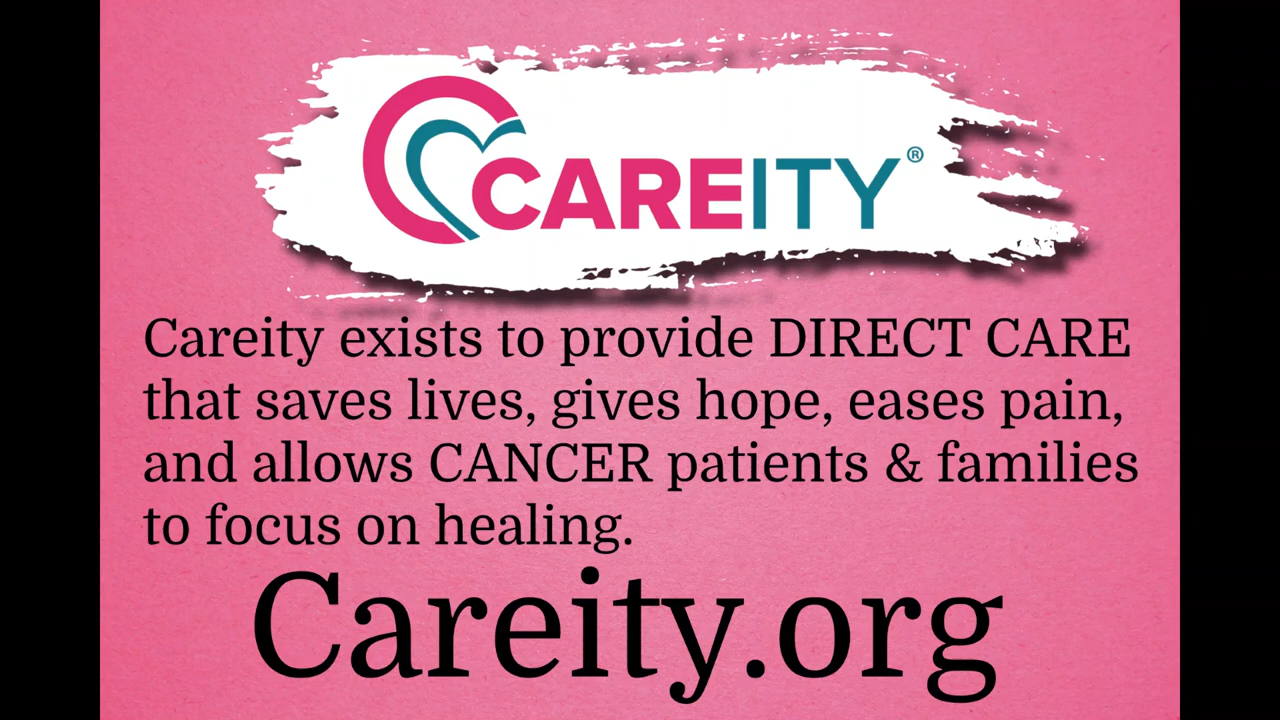 CAREITY®
Careity exists to provide DIRECT CARE
that saves lives, gives hope, eases pain,
and allows CANCER patients & families
to focus on healing.
Careity.org